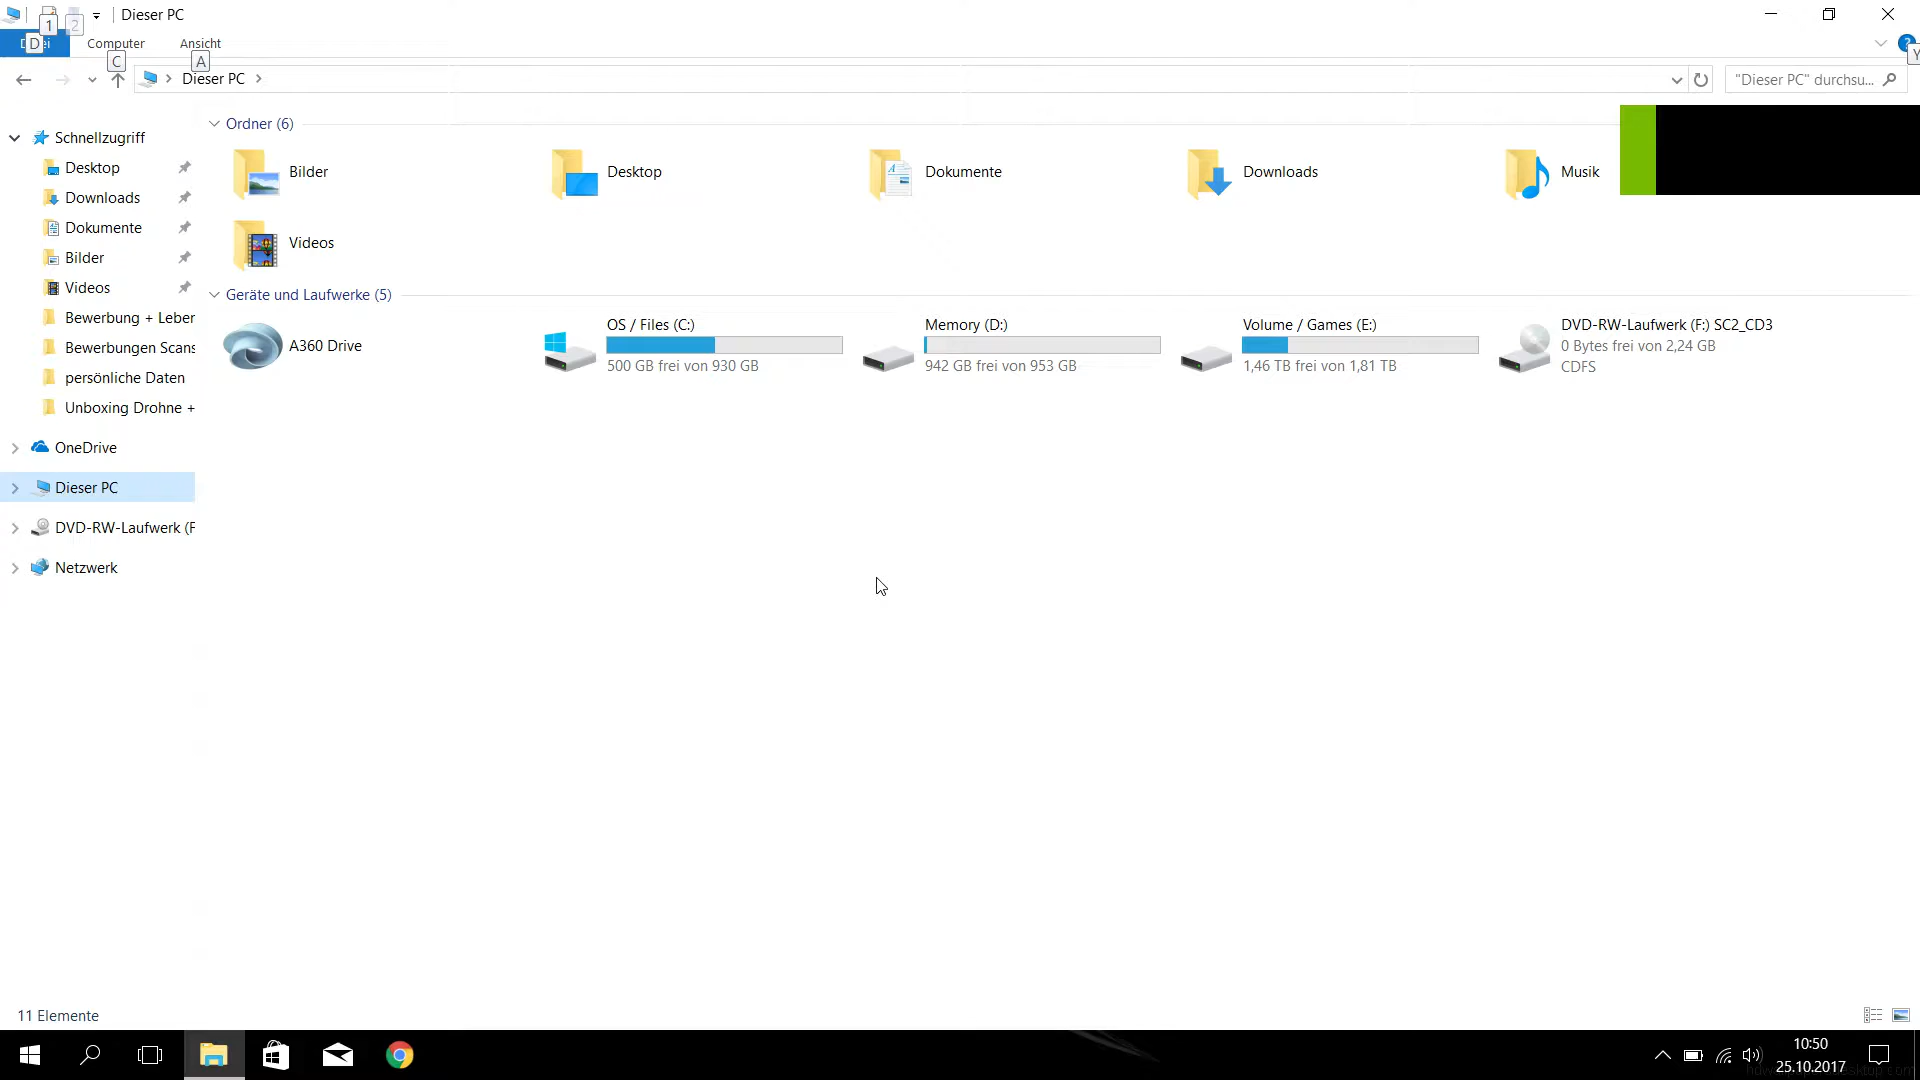 1
2
Dieser PC
D
Computer
Ansicht
C
A
?
Y
Dieser PC
"Dieser PC" durchsu...
Schnellzugriff
Desktop
Downloads
Dokumente
Bilder
Videos
Bewerbung + Leber
Bewerbungen Scans
persönliche Daten
Unboxing Drohne +
OneDrive
Dieser PC
DVD-RW-Laufwerk (F
Netzwerk
Ordner (6)
Bilder
Desktop
Dokumente
Downloads
Musik
Videos
Geräte und Laufwerke (5)
A360 Drive
OS / Files (C:)
500 GB frei von 930 GB
Memory (D:)
942 GB frei von 953 GB
Volume / Games (E:)
1,46 TB frei von 1,81 TB
DVD-RW-Laufwerk (F:) SC2_CD3
0 Bytes frei von 2,24 GB
CDFS
11 Elemente
10:50
25.10.2017